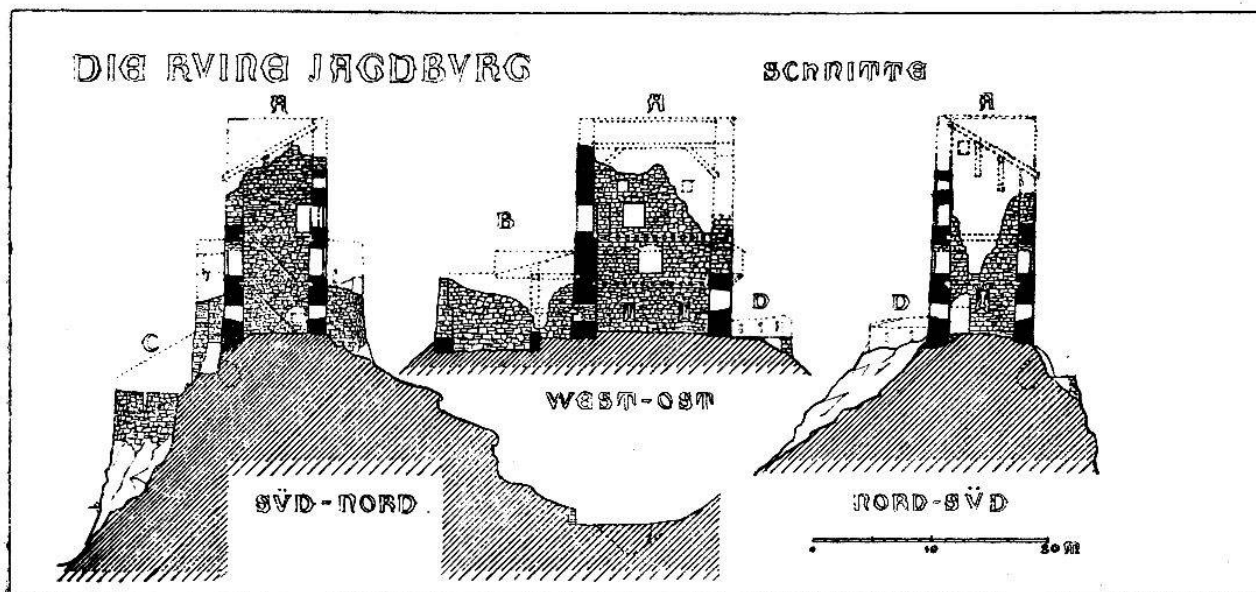 DIE RVINE JAGDBVRG
SCHNITTE
A
A
A
B
D
D
C
WEST-OST
SÜD-NORD
NORD-SÜD
0 10 20 M